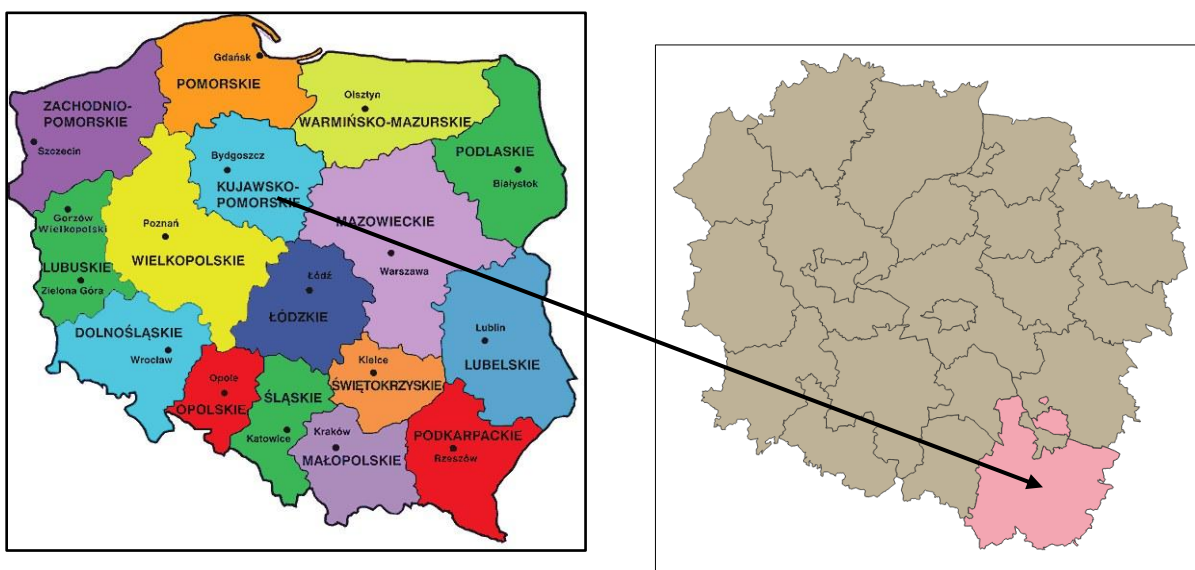 Gdańsk
POMORSKIE
ZACHODNIO-
POMORSKIE
Szczecin
Olsztyn
WARMIŃSKO-MAZURSKIE
PODLASKIE
Białystok
Bydgoszcz
KUJAWSKO-
POMORSKIE
Gorzów
Wielkopolski
LUBUSKIE
Zielona Góra
Poznań
WIELKOPOLSKIE
MAZOWIECKIE
Warszawa
Łódź
ŁÓDZKIE
DOLNOŚLĄSKIE
Wrocław
Lublin
LUBELSKIE
Opole
OPOLSKIE
ŚLĄSKIE
Katowice
Kielce
ŚWIĘTOKRZYSKIE
Kraków
MAŁOPOLSKIE
PODKARPACKIE
Rzeszów